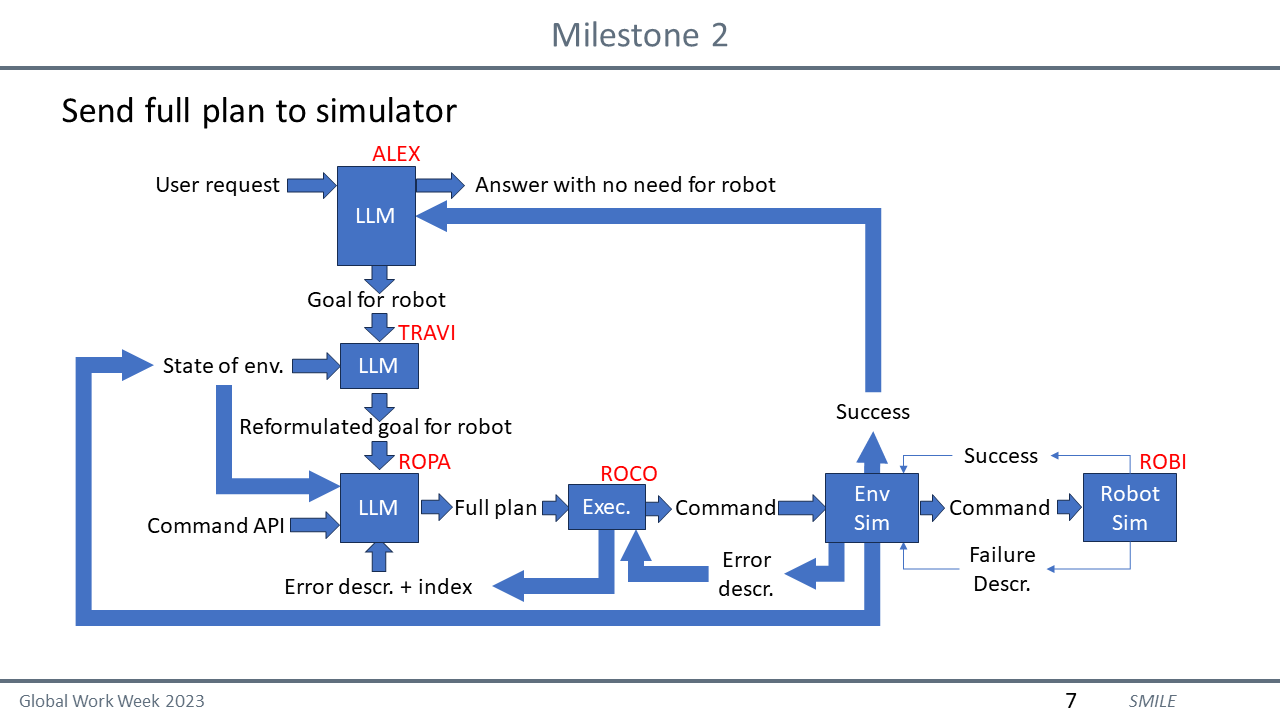 Milestone 2
Send full plan to simulator
ALEX
User request
LLM
Answer with no need for robot
Goal for robot
TRAVI
State of env.
LLM
Success
Reformulated goal for robot
ROPA
ROCO
Success
ROBI
Command API
LLM
Full plan
Exec.
Command
Env
Sim
Command
Robot
Sim
Error
descr.
Failure
Descr.
Error descr. + index
Global Work Week 2023
7
SMILE